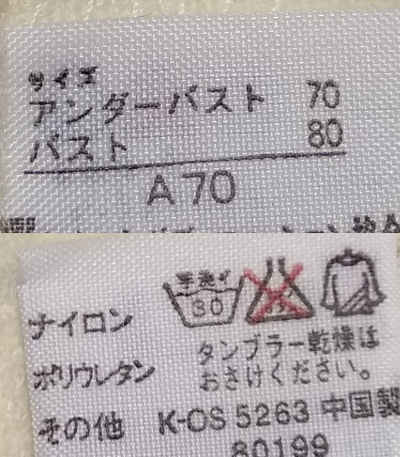 サイズ
アンダーバスト 70
バスト 80
A70
手洗イ
30
ナイロン
ポリウレタン
その他
タンブラー乾燥は
おさけください。
K-OS 5263 中国製
80199